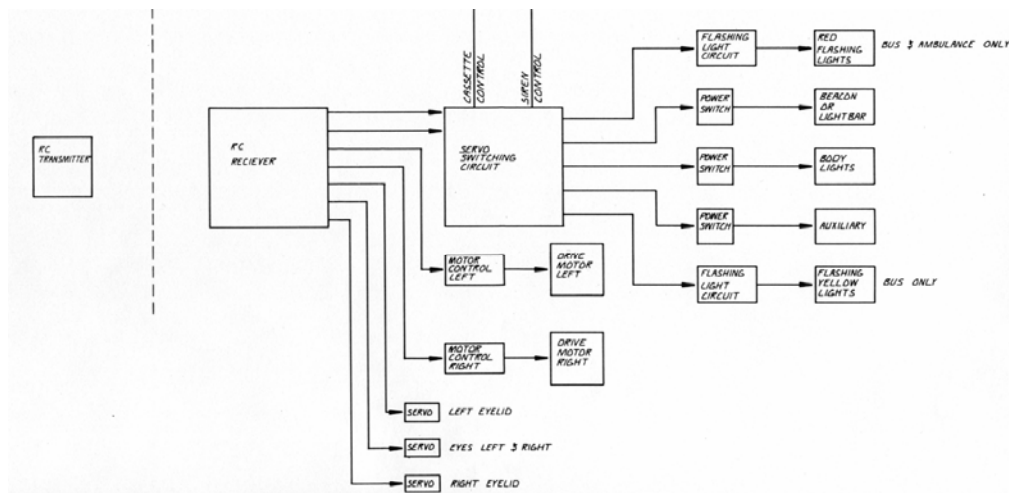 CASSETTE
CONTROL
SIREN
CONTROL
FLASHING
LIGHT
CIRCUIT
RED
FLASHING
LIGHTS
BUS & AMBULANCE ONLY
POWER
SWITCH
BEACON
OR
LIGHTBAR
RC
TRANSMITTER
RC
RECIEVER
SERVO
SWITCHING
CIRCUIT
POWER
SWITCH
BODY
LIGHTS
POWER
SWITCH
AUXILIARY
MOTOR
CONTROL
LEFT
DRIVE
MOTOR
LEFT
FLASHING
LIGHT
CIRCUIT
FLASHING
YELLOW
LIGHTS
BUS ONLY
MOTOR
CONTROL
RIGHT
DRIVE
MOTOR
RIGHT
SERVO LEFT EYELID
SERVO EYES LEFT & RIGHT
SERVO RIGHT EYELID